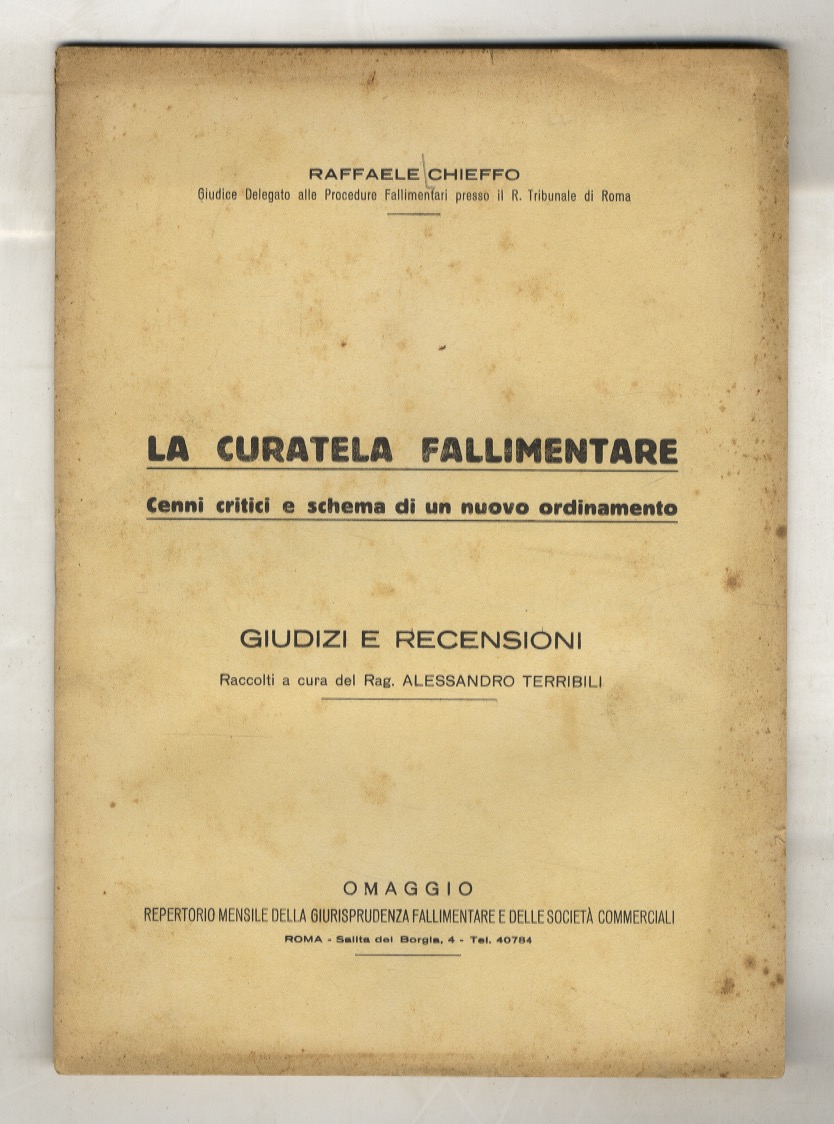 RAFFAELE CHIEFFO
Giudice Delegato alle Procedure Fallimentari presso il R. Tribunale di Roma
LA CURATELA FALLIMENTARE
Cenni critici e schema di un nuovo ordinamento
GIUDIZI E RECENSIONI
Raccolti a cura del Rag. ALESSANDRO TERRIBILI
OMAGGIO
REPERTORIO MENSILE DELLA GIURISPRUDENZA FALLIMENTARE E DELLE SOCIETÀ COMMERCIALI
ROMA - Salita dei Borgia, 4 - Tel. 40784